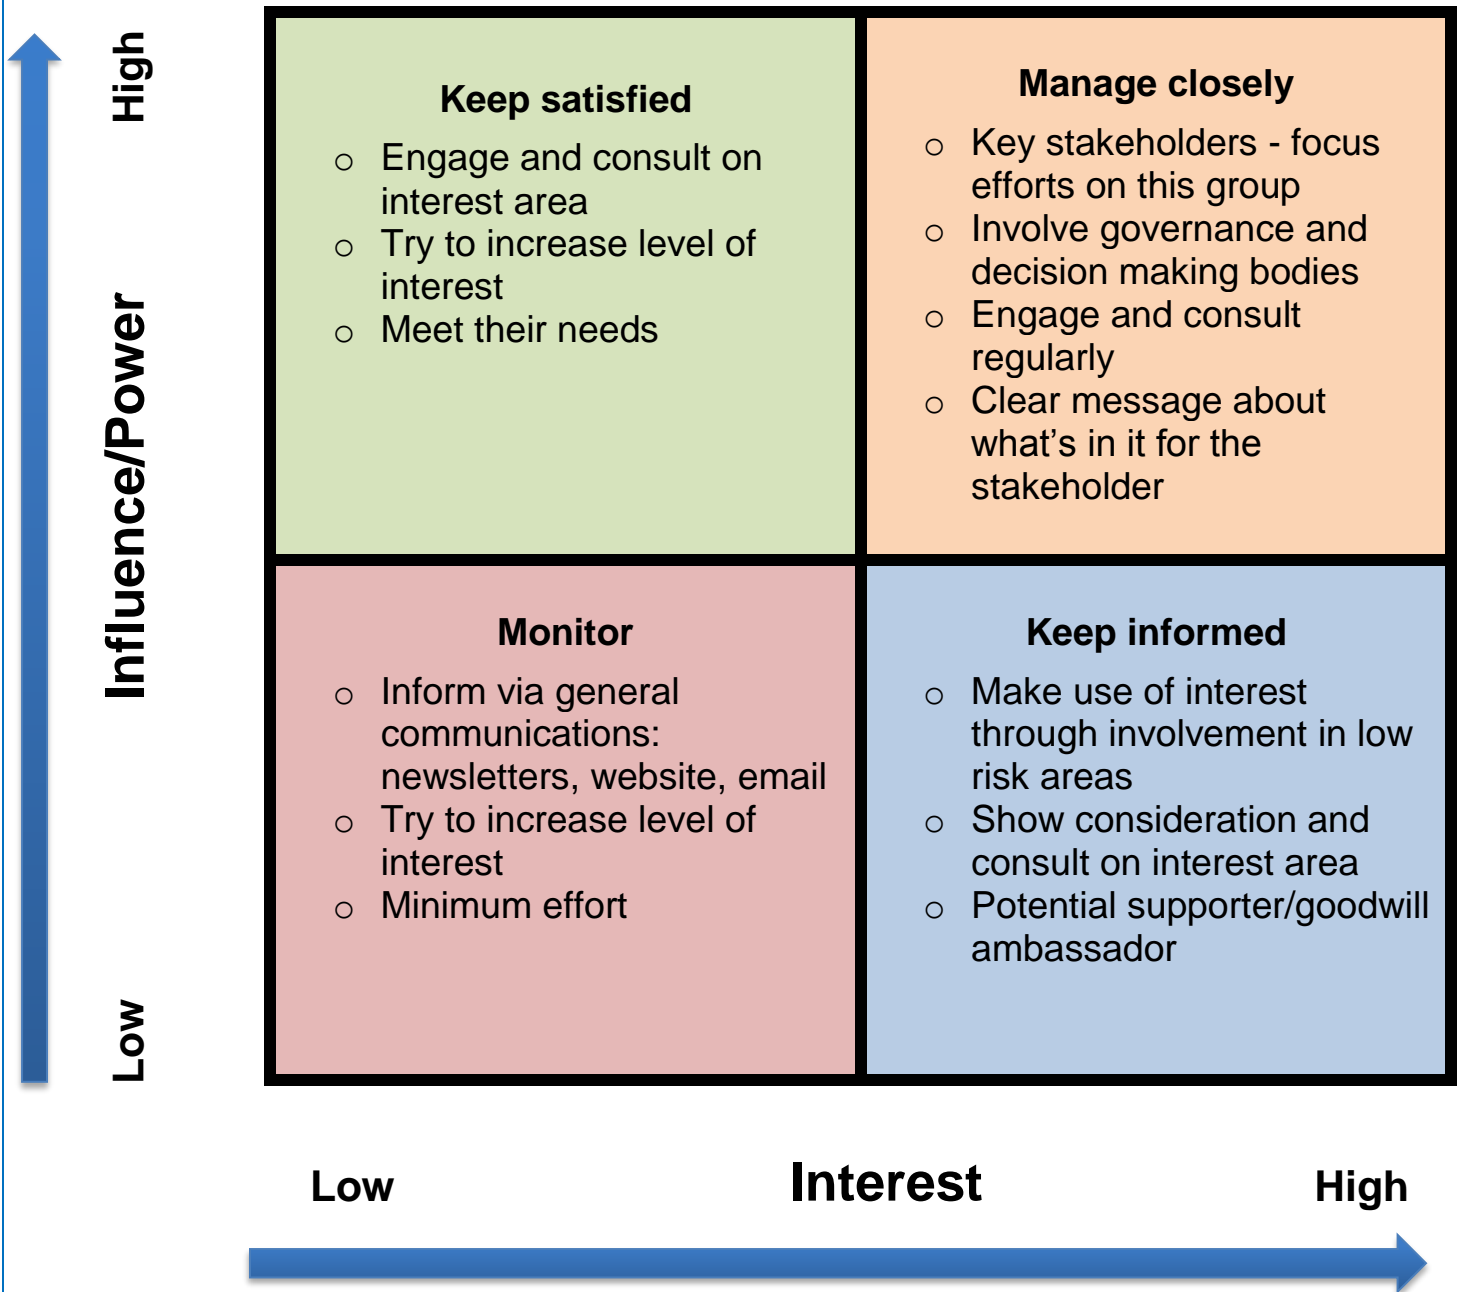 High
Influence/Power
Low
Keep satisfied
o Engage and consult on
interest area
o Try to increase level of
interest
o Meet their needs
Manage closely
o Key stakeholders - focus
efforts on this group
o Involve governance and
decision making bodies
o Engage and consult
regularly
o Clear message about
what’s in it for the
stakeholder
Monitor
o Inform via general
communications:
newsletters, website, email
o Try to increase level of
interest
o Minimum effort
Keep informed
o Make use of interest
through involvement in low
risk areas
o Show consideration and
consult on interest area
o Potential supporter/goodwill
ambassador
Low
Interest
High